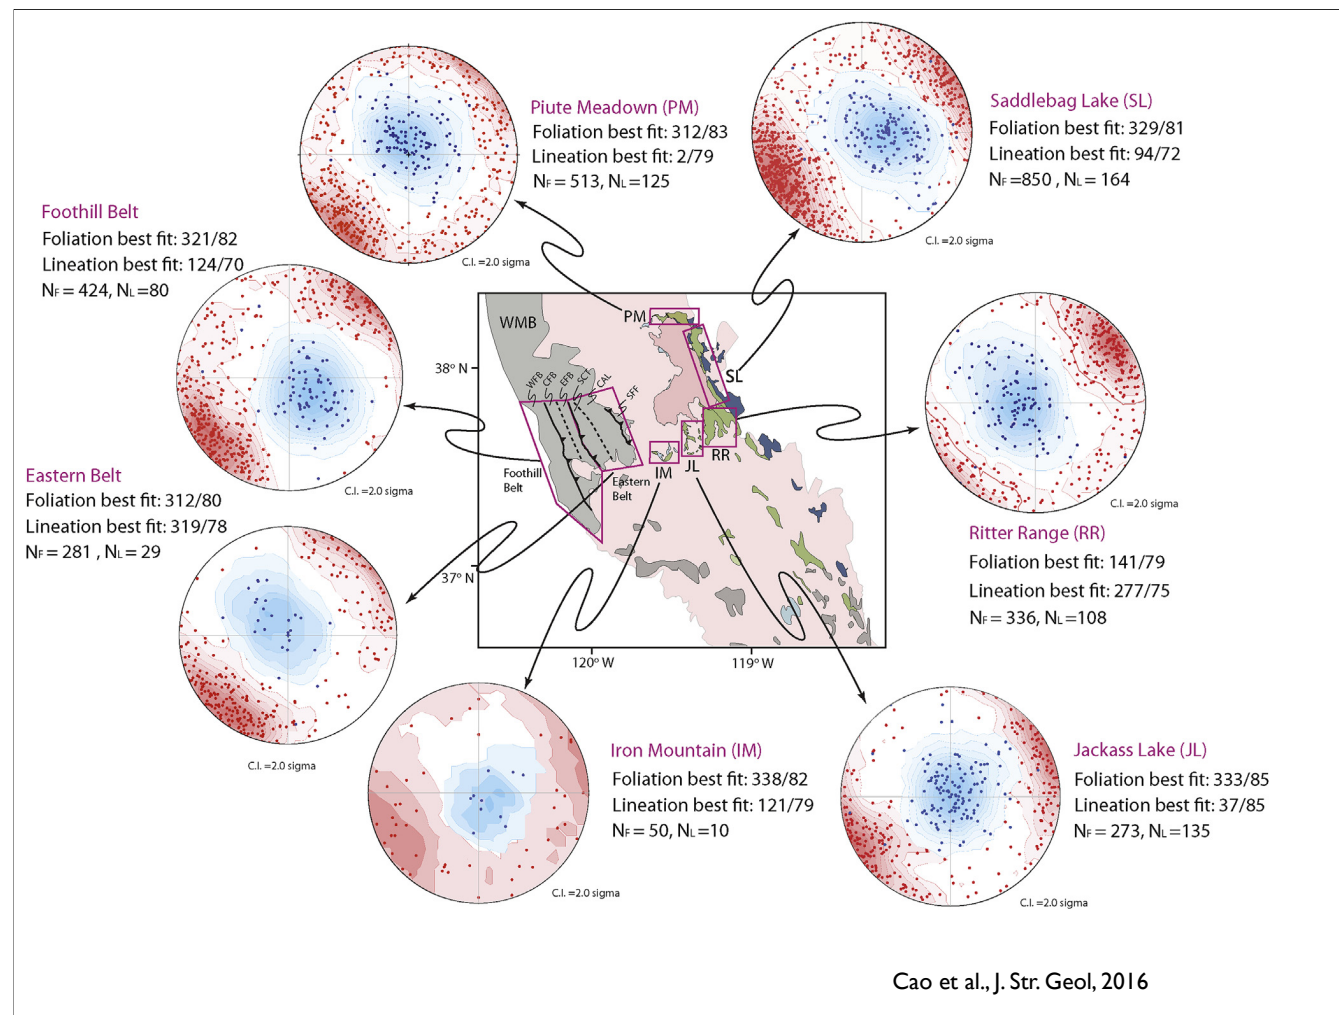 Piute Meadown (PM)
Foliation best fit: 312/83
Lineation best fit: 2/79
NF = 513, NL =125
C.I. =2.0 sigma
Saddlebag Lake (SL)
Foliation best fit: 329/81
Lineation best fit: 94/72
NF =850 , NL = 164
C.I. =2.0 sigma
Foothill Belt
Foliation best fit: 321/82
Lineation best fit: 124/70
NF = 424, NL =80
C.I. =2.0 sigma
Eastern Belt
Foliation best fit: 312/80
Lineation best fit: 319/78
NF = 281 , NL = 29
C.I. =2.0 sigma
WMB
PM
38° N
SL
WFB
CFB
EFB
SCT
CAL
SFF
RR
JL
IM
Foothill
Belt
Eastern
Belt
37° N
120° W
119° W
Ritter Range (RR)
Foliation best fit: 141/79
Lineation best fit: 277/75
NF = 336, NL =108
C.I. =2.0 sigma
Iron Mountain (IM)
Foliation best fit: 338/82
Lineation best fit: 121/79
NF = 50, NL =10
C.I. =2.0 sigma
Jackass Lake (JL)
Foliation best fit: 333/85
Lineation best fit: 37/85
NF = 273, NL =135
C.I. =2.0 sigma
Cao et al., J. Str. Geol, 2016